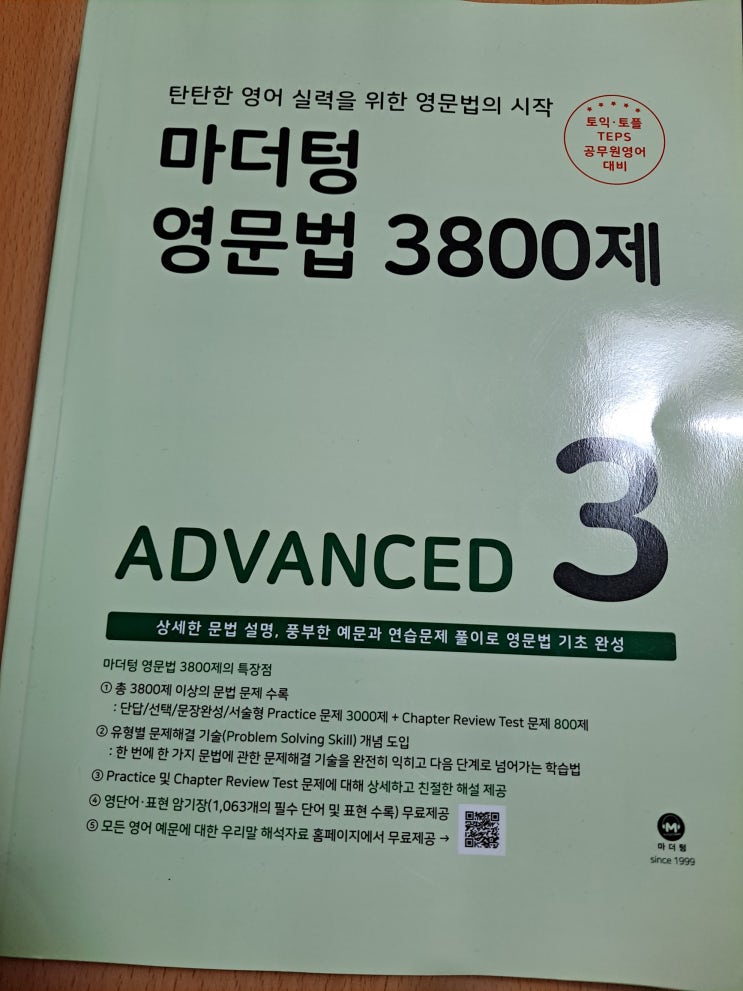 탄탄한 영어 실력을 위한 영문법의 시작
토익·토플
TEPS
공무원영어
대비
마더텅
영문법 3800제
3
ADVANCED
상세한 문법 설명, 풍부한 예문과 연습문제 풀이로 영문법 기초 완성
마더텅 영문법 3800제의 특장점
① 총 3800제 이상의 문법 문제 수록
: 단답/선택/문장완성/서술형 Practice 문제 3000제 + Chapter Review Test 문제 800제
② 유형별 문제해결 기술(Problem Solving Skill) 개념 도입
: 한 번에 한 가지 문법에 관한 문제해결 기술을 완전히 익히고 다음 단계로 넘어가는 학습법
③ Practice 및 Chapter Review Test 문제에 대해 상세하고 친절한 해설 제공
④ 영단어·표현 암기장(1,063개의 필수 단어 및 표현 수록) 무료제공
⑤ 모든 영어 예문에 대한 우리말 해석자료 홈페이지에서 무료제공 →
M
마더텅
since 1999